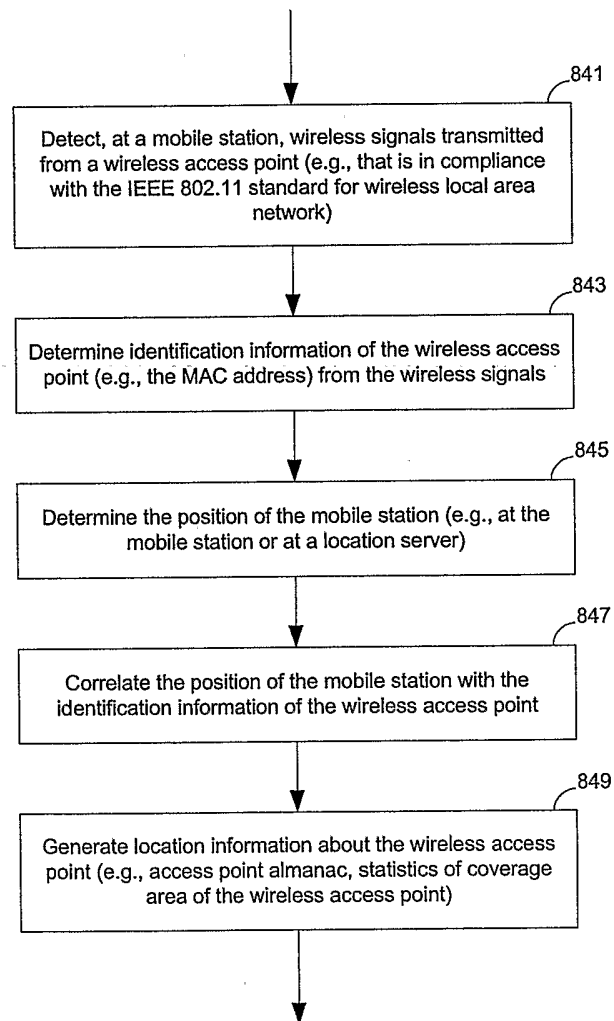 841
Detect, at a mobile station, wireless signals transmitted
from a wireless access point (e.g., that is in compliance
with the IEEE 802.11 standard for wireless local area
network)
843
Determine identification information of the wireless access
point (e.g., the MAC address) from the wireless signals
845
Determine the position of the mobile station (e.g., at the
mobile station or at a location server)
847
Correlate the position of the mobile station with the
identification information of the wireless access point
849
Generate location information about the wireless access
point (e.g., access point almanac, statistics of coverage
area of the wireless access point)